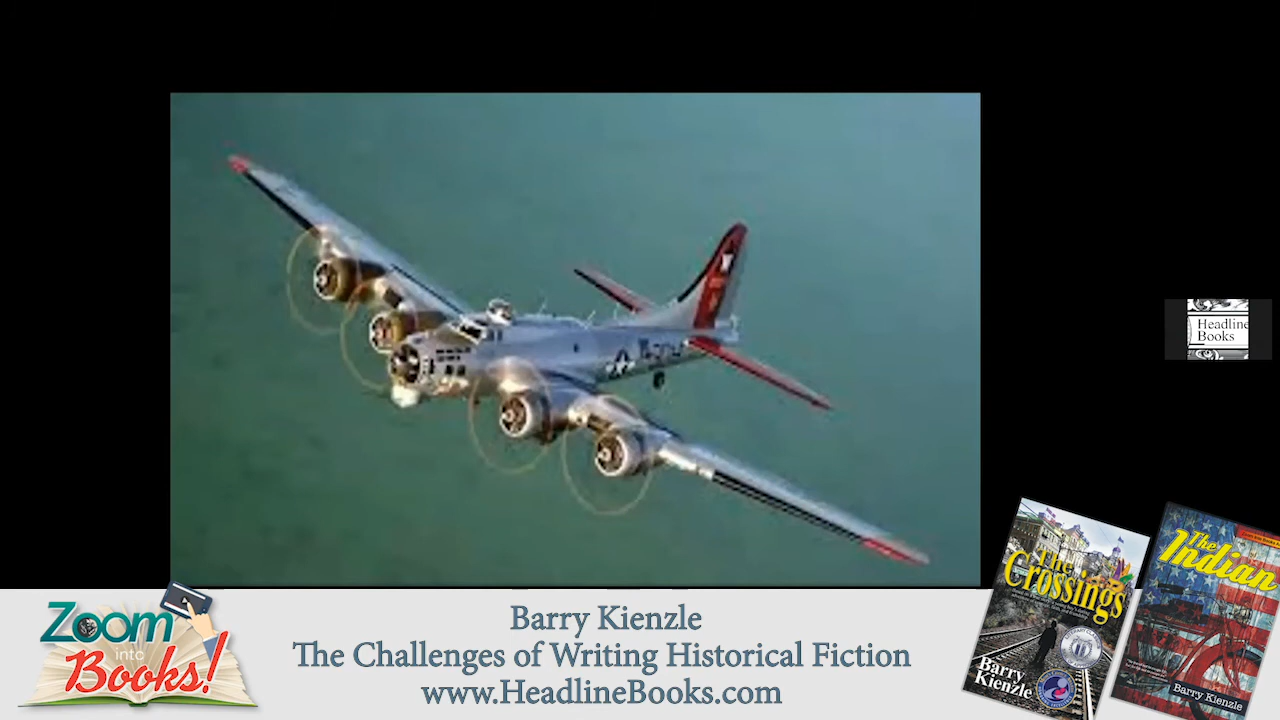 Headline
Books
Zoom
into
Books!
Barry Kienzle
The Challenges of Writing Historical Fiction
www.HeadlineBooks.com
The
Crossings
Barry
Kienzle
The
Indian
Barry Kienzle